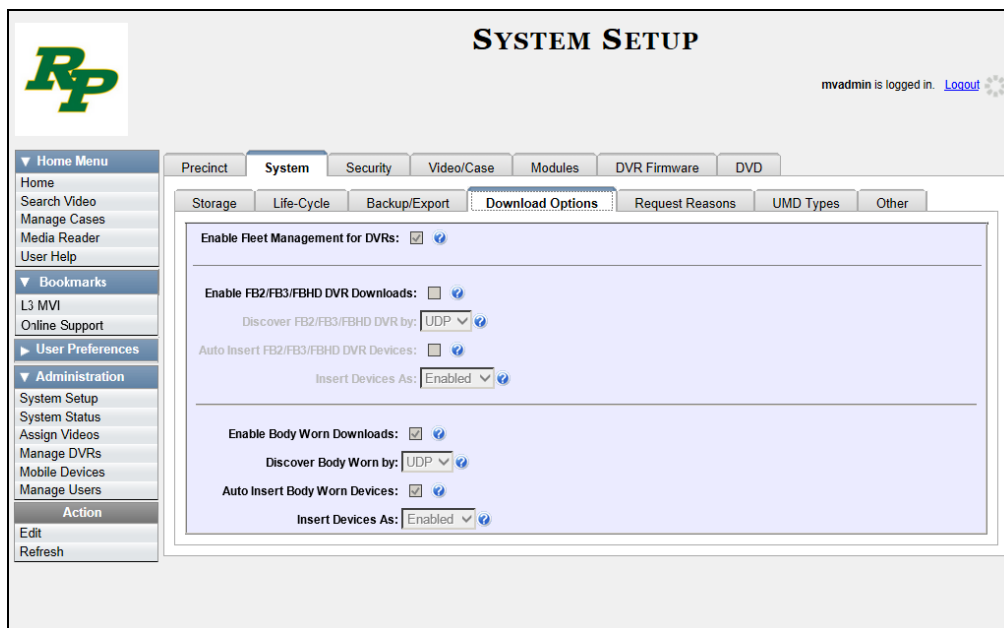 SYSTEM SETUP
RP
mvadmin is logged in. Logout
▼ Home Menu
Home
Search Video
Manage Cases
Media Reader
User Help
▼ Bookmarks
L3 MVI
Online Support
▶ User Preferences
▼ Administration
System Setup
System Status
Assign Videos
Manage DVRs
Mobile Devices
Manage Users
Action
Edit
Refresh
Precinct System Security Video/Case Modules DVR Firmware DVD
Storage Life-Cycle Backup/Export Download Options Request Reasons UMD Types Other
Enable Fleet Management for DVRs: ?
Enable FB2/FB3/FBHD DVR Downloads: ?
Discover FB2/FB3/FBHD DVR by: UDP ?
Auto Insert FB2/FB3/FBHD DVR Devices: ?
Insert Devices As: Enabled ?
Enable Body Worn Downloads: ?
Discover Body Worn by: UDP ?
Auto Insert Body Worn Devices: ?
Insert Devices As: Enabled ?